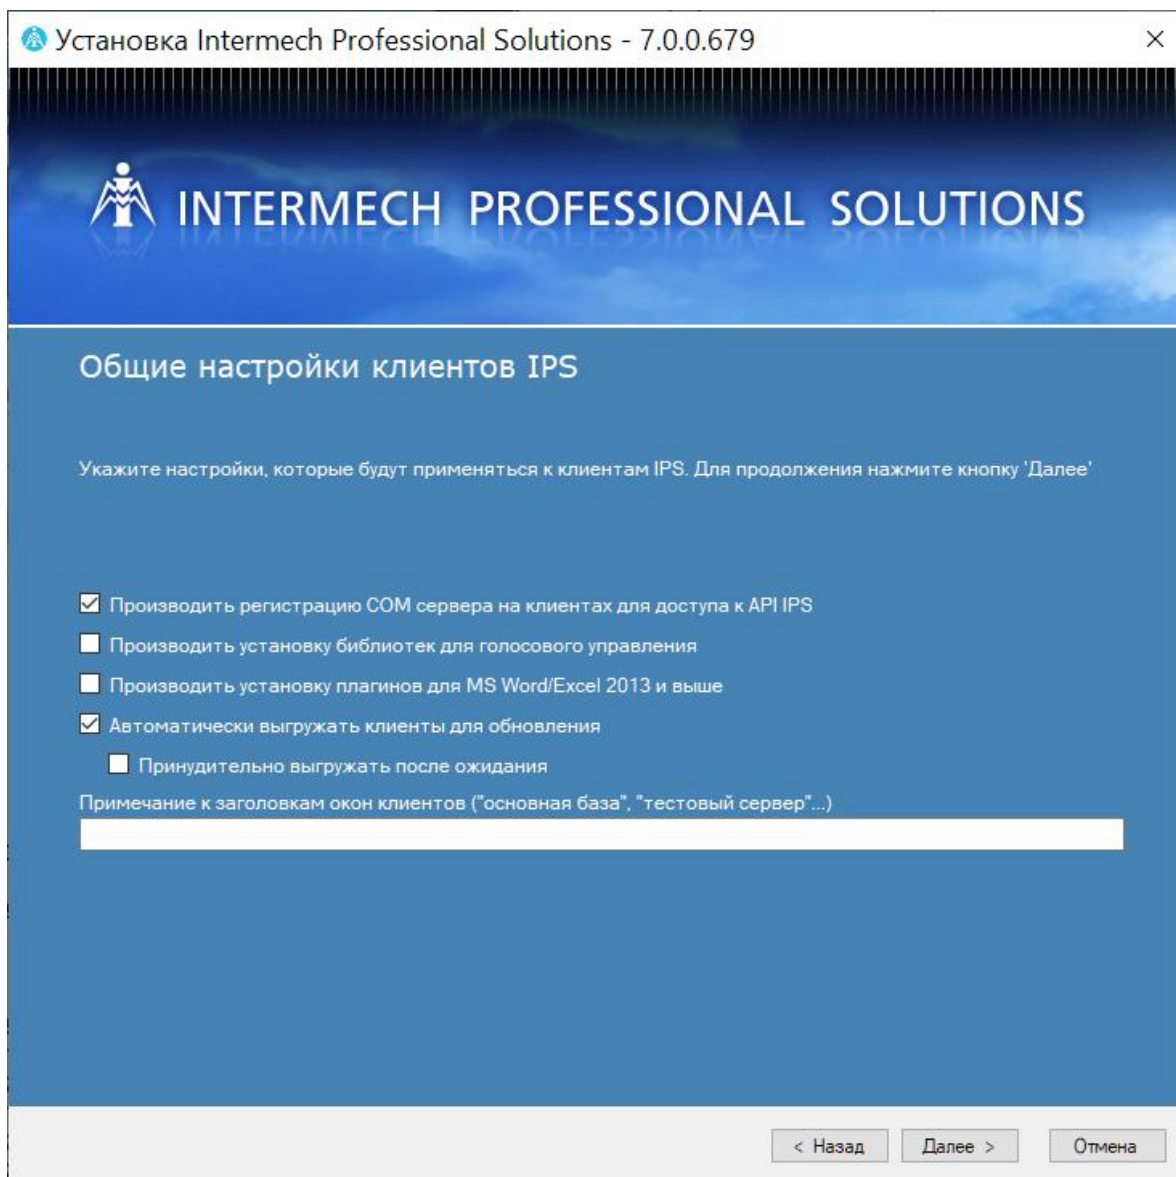 Установка Intermech Professional Solutions - 7.0.0.679
INTERMECH PROFESSIONAL SOLUTIONS
Общие настройки клиентов IPS
Укажите настройки, которые будут применяться к клиентам IPS. Для продолжения нажмите кнопку 'Далее'
Производить регистрацию COM сервера на клиентах для доступа к API IPS
Производить установку библиотек для голосового управления
Производить установку плагинов для MS Word/Excel 2013 и выше
Автоматически выгружать клиенты для обновления
Принудительно выгружать после ожидания
Примечание к заголовкам окон клиентов ("основная база", "тестовый сервер"...)
< Назад Далее > Отмена